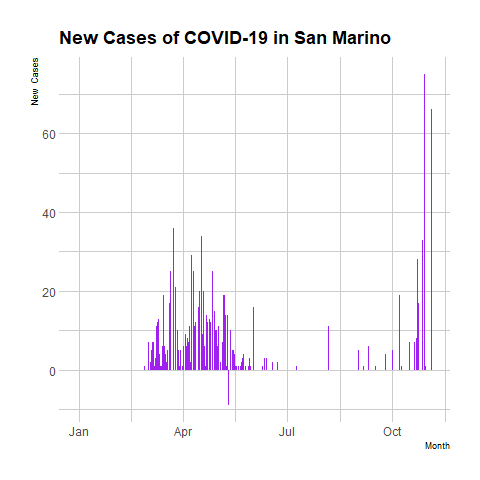 New Cases of COVID-19 in San Marino
New Cases
60
40
20
0
Jan Apr Jul Oct
Month